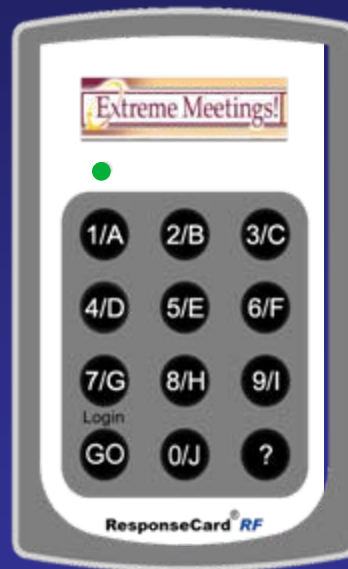 Extreme Meetings!
1/A 2/B 3/C
4/D 5/E 6/F
7/G 8/H 9/I
Login
GO 0/J ?
ResponseCard® RF